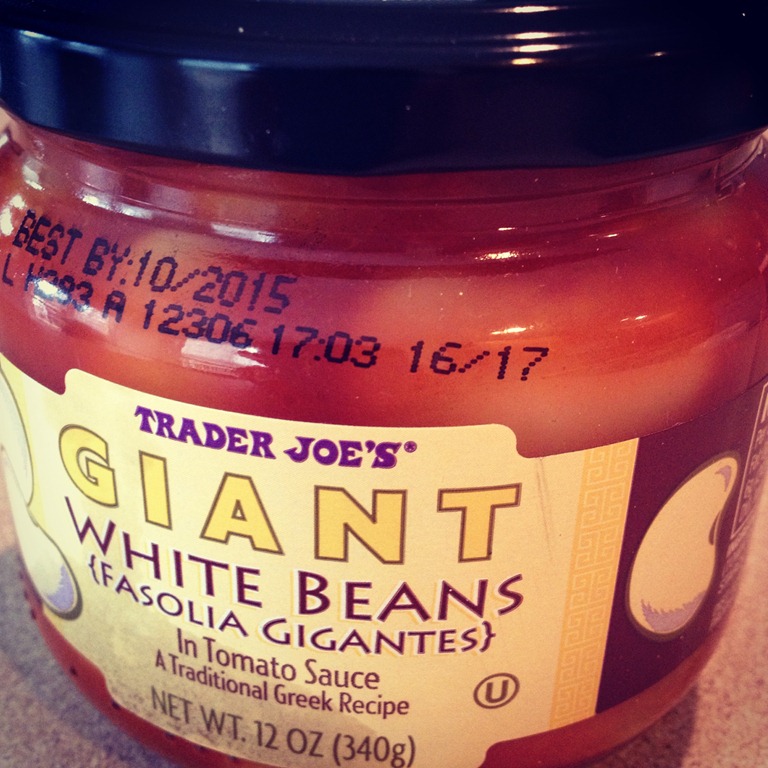 BEST BY:10/2015
L H293 A 12306 17:03 16/17
TRADER JOE'S®
GIANT
WHITE BEANS
{FASOLIA GIGANTES}
In Tomato Sauce
A Traditional Greek Recipe
U
NET WT. 12 OZ (340g)